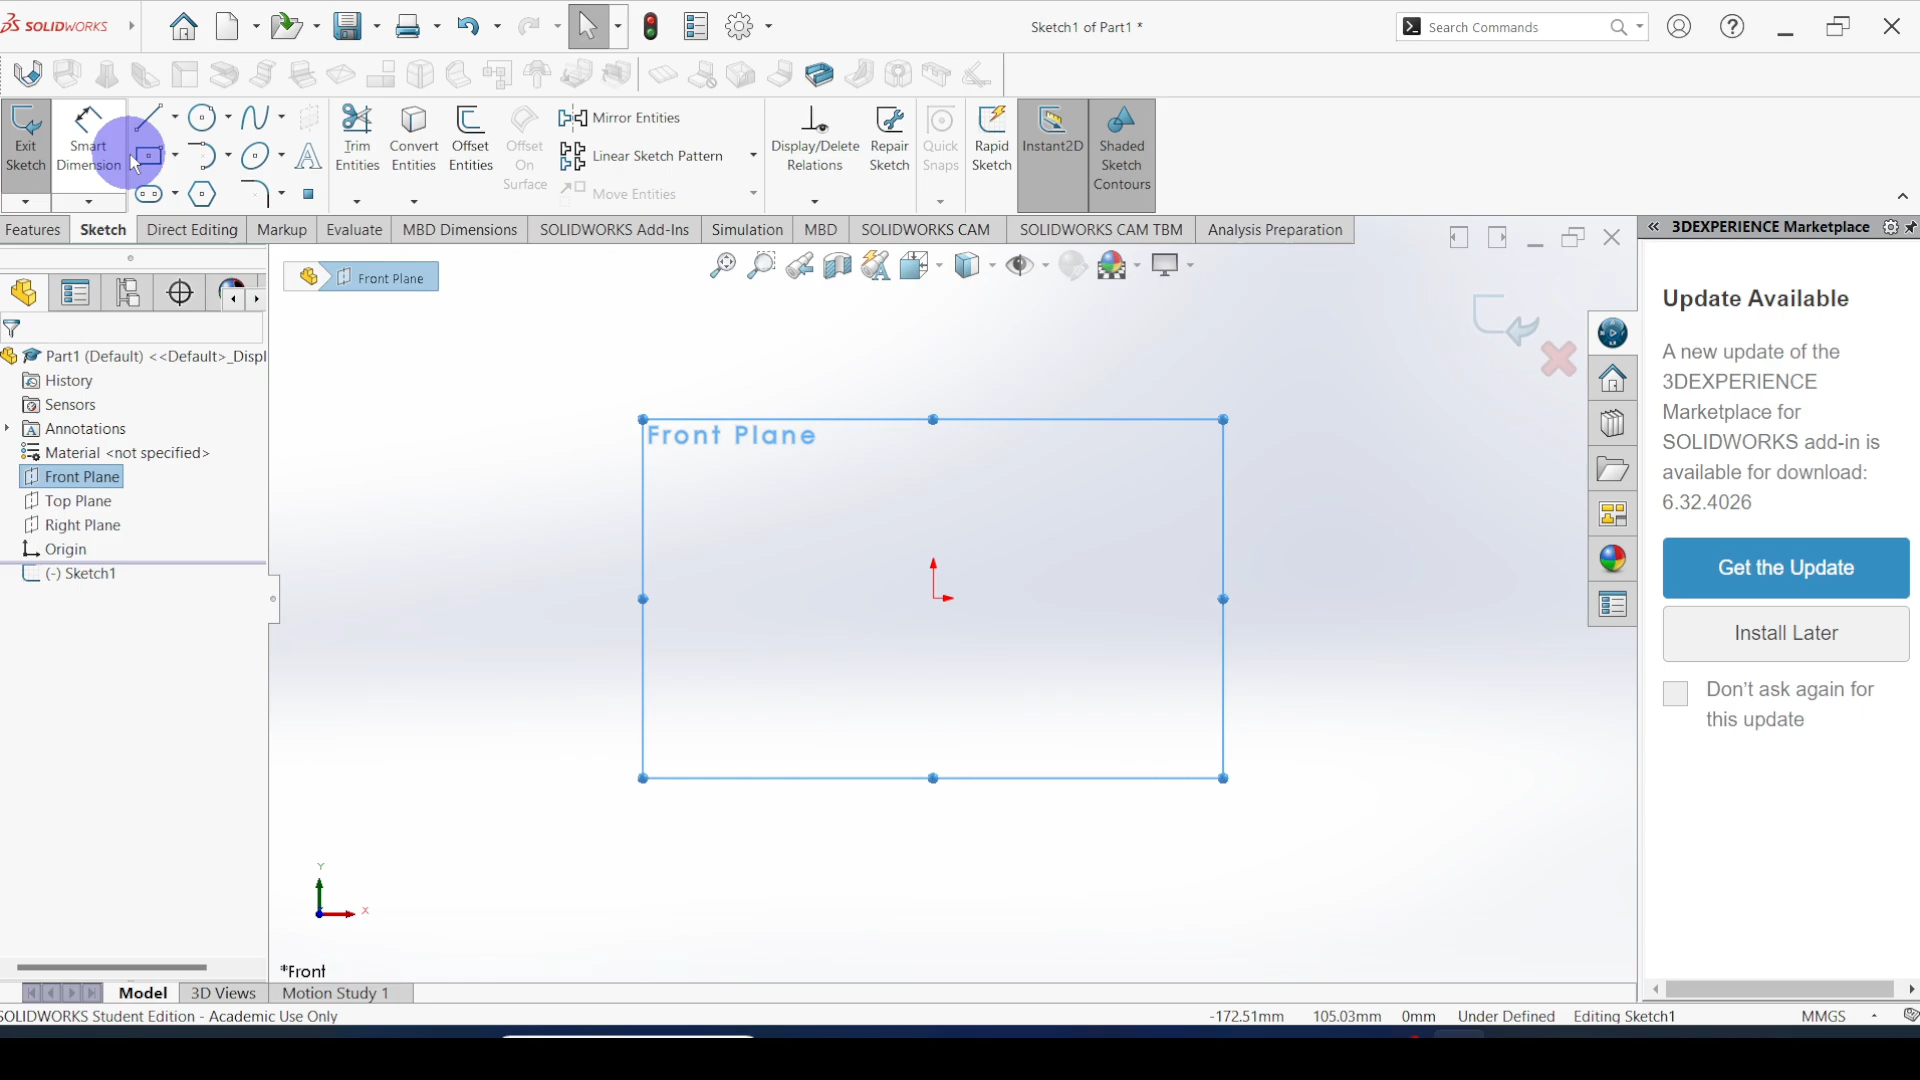 SOLIDWORKS
Sketch1 of Part1 *
Search Commands
Exit Sketch
Smart Dimension
Trim Entities
Convert Entities
Offset Entities
Offset On Surface
Mirror Entities
Linear Sketch Pattern
Move Entities
Display/Delete Relations
Repair Sketch
Quick Snaps
Rapid Sketch
Instant2D
Shaded Sketch Contours
Features
Sketch
Direct Editing
Markup
Evaluate
MBD Dimensions
SOLIDWORKS Add-Ins
Simulation
MBD
SOLIDWORKS CAM
SOLIDWORKS CAM TBM
Analysis Preparation
3DEXPERIENCE Marketplace
Front Plane
Part1 (Default) <<Default>_Displ
History
Sensors
Annotations
Material <not specified>
Front Plane
Top Plane
Right Plane
Origin
(-) Sketch1
Front Plane
Y
X
*Front
Update Available
A new update of the
3DEXPERIENCE
Marketplace for
SOLIDWORKS add-in is
available for download:
6.32.4026
Get the Update
Install Later
Don't ask again for
this update
Model
3D Views
Motion Study 1
SOLIDWORKS Student Edition - Academic Use Only
-172.51mm
105.03mm
0mm
Under Defined
Editing Sketch1
MMGS